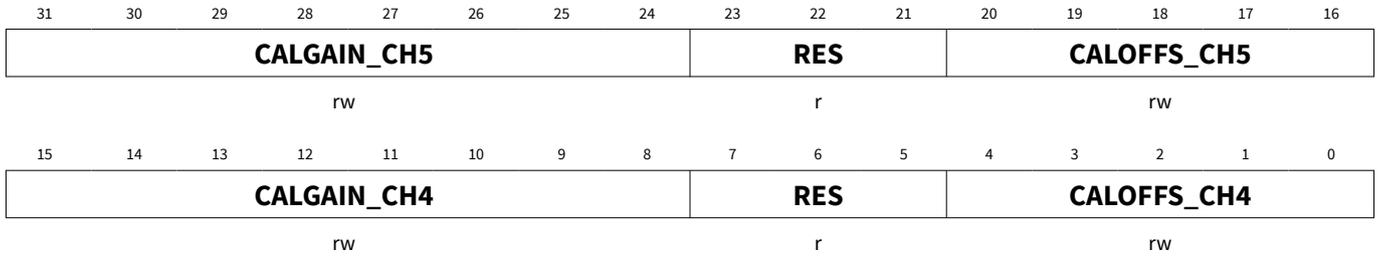 31 30 29 28 27 26 25 24 23 22 21 20 19 18 17 16
CALGAIN_CH5 RES CALOFFS_CH5
rw r rw
15 14 13 12 11 10 9 8 7 6 5 4 3 2 1 0
CALGAIN_CH4 RES CALOFFS_CH4
rw r rw